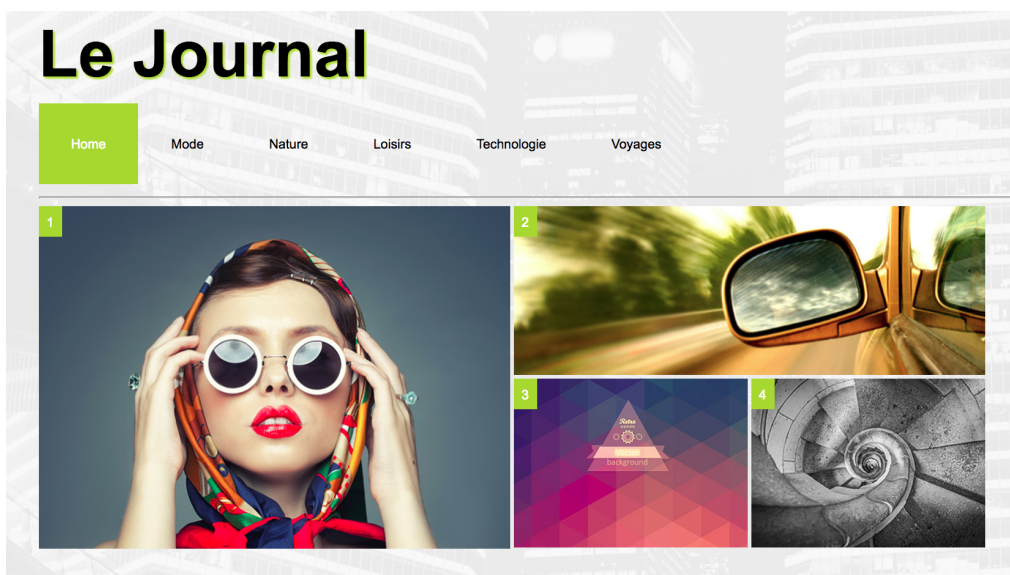 Le Journal
Home Mode Nature Loisirs Technologie Voyages
1
2
3
Retro
background
4